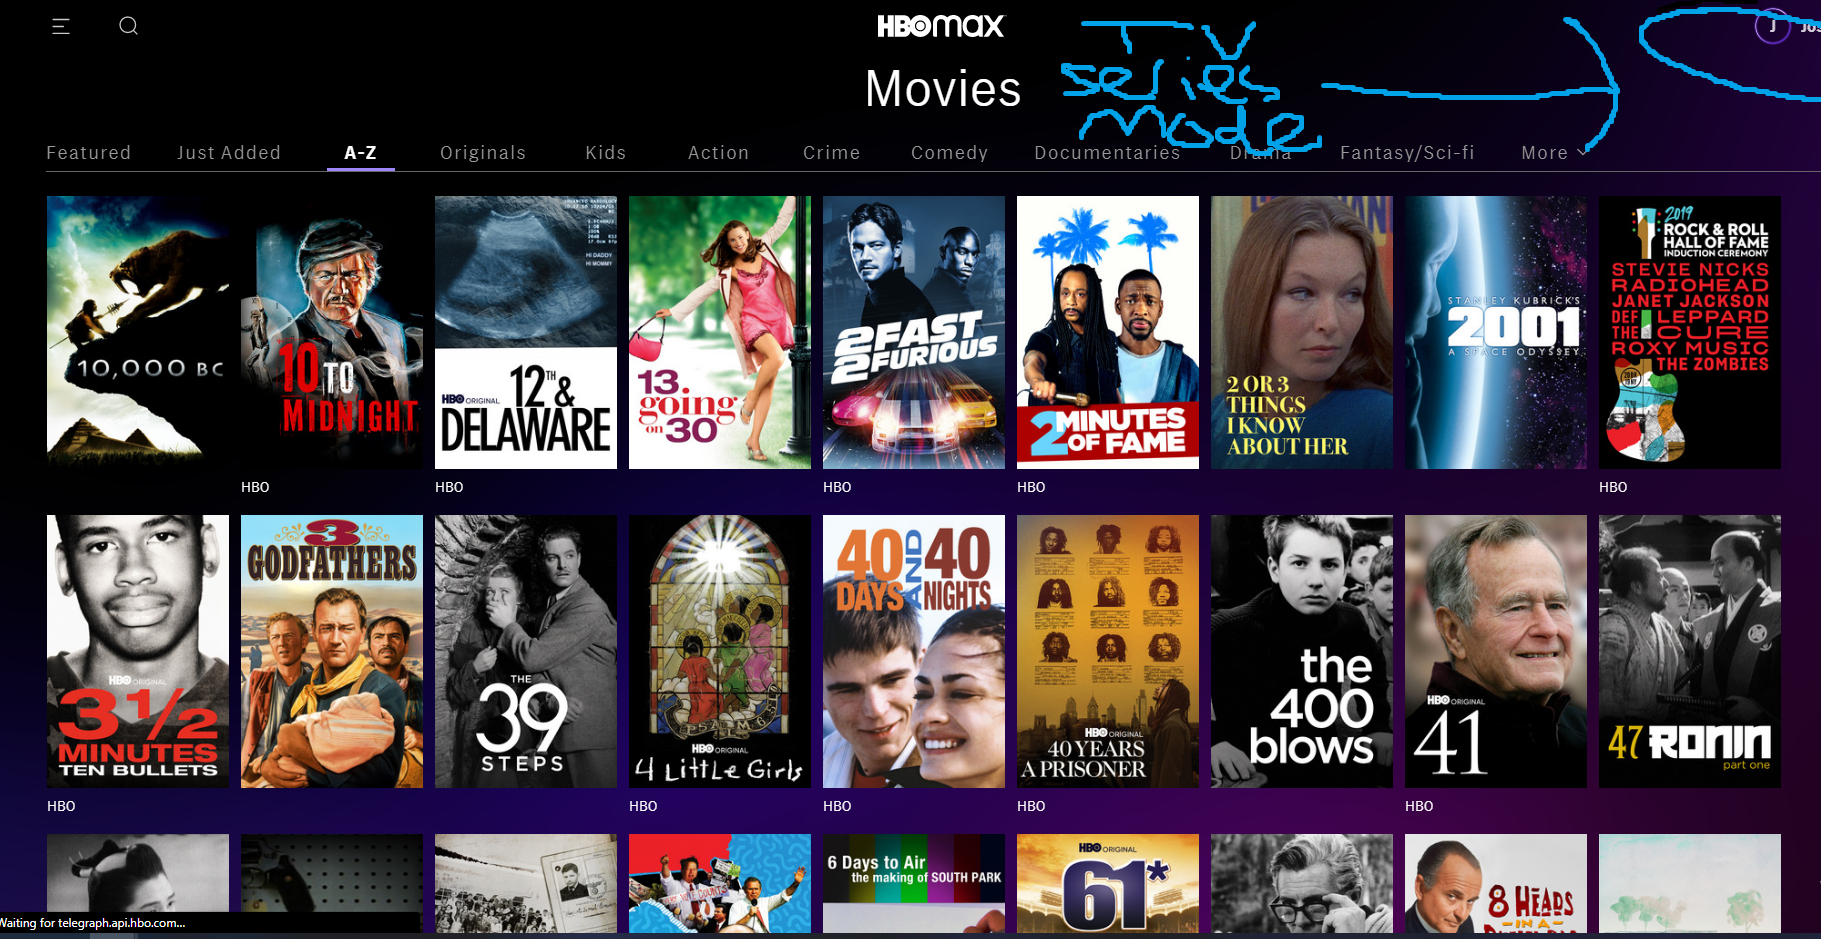 HBOmax
J
Jos
Movies
TV
series
mode
Featured
Just Added
A-Z
Originals
Kids
Action
Crime
Comedy
Documentaries
Drama
Fantasy/Sci-fi
More
10,000 BC
10 TO
MIDNIGHT
HBO
HI DADDY
HI MOMMY
HBO ORIGINAL
12TH &
DELAWARE
HBO
13
going
on 30
2 FAST
2 FURIOUS
HBO
2 MINUTES
OF FAME
HBO
2 OR 3
THINGS
I KNOW
ABOUT HER
STANLEY KUBRICK'S
2001
A SPACE ODYSSEY
2019
ROCK & ROLL
HALL OF FAME
INDUCTION CEREMONY
STEVIE NICKS
RADIOHEAD
JANET JACKSON
DEF LEPPARD
THE CURE
ROXY MUSIC
THE ZOMBIES
HBO
HBO ORIGINAL
3 1/2
MINUTES
TEN BULLETS
HBO
3
GODFATHERS
THE
39
STEPS
HBO ORIGINAL
4 Little Girls
HBO
40 AND 40
DAYS NIGHTS
HBO
HBO ORIGINAL
40 YEARS
A PRISONER
HBO
the
400
blows
HBO ORIGINAL
41
HBO
47 RONIN
part one
6 Days to Air
the making of SOUTH PARK
HBO ORIGINAL
61*
8 HEADS
IN A
Waiting for telegraph.api.hbo.com...